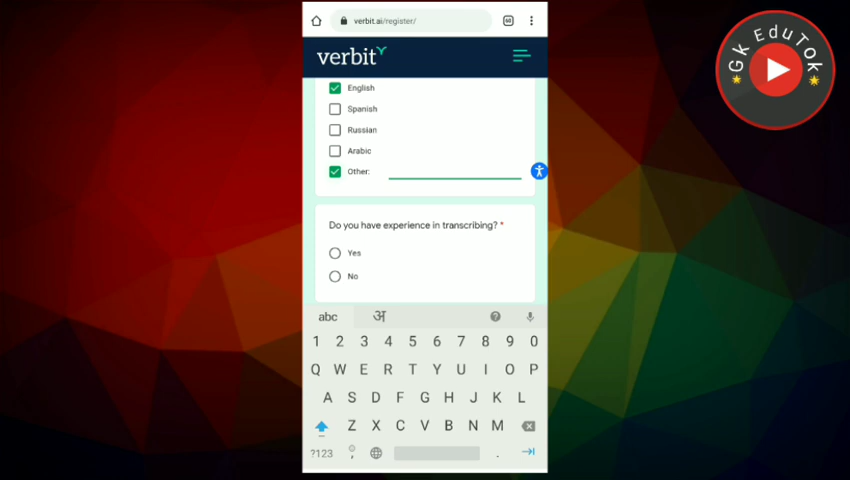 verbit.ai/register/
verbit
English
Spanish
Russian
Arabic
Other:
Do you have experience in transcribing? *
Yes
No
abc अ
1 2 3 4 5 6 7 8 9 0
Q W E R T Y U I O P
A S D F G H J K L
Z X C V B N M
?123 , .
Gk EduTok